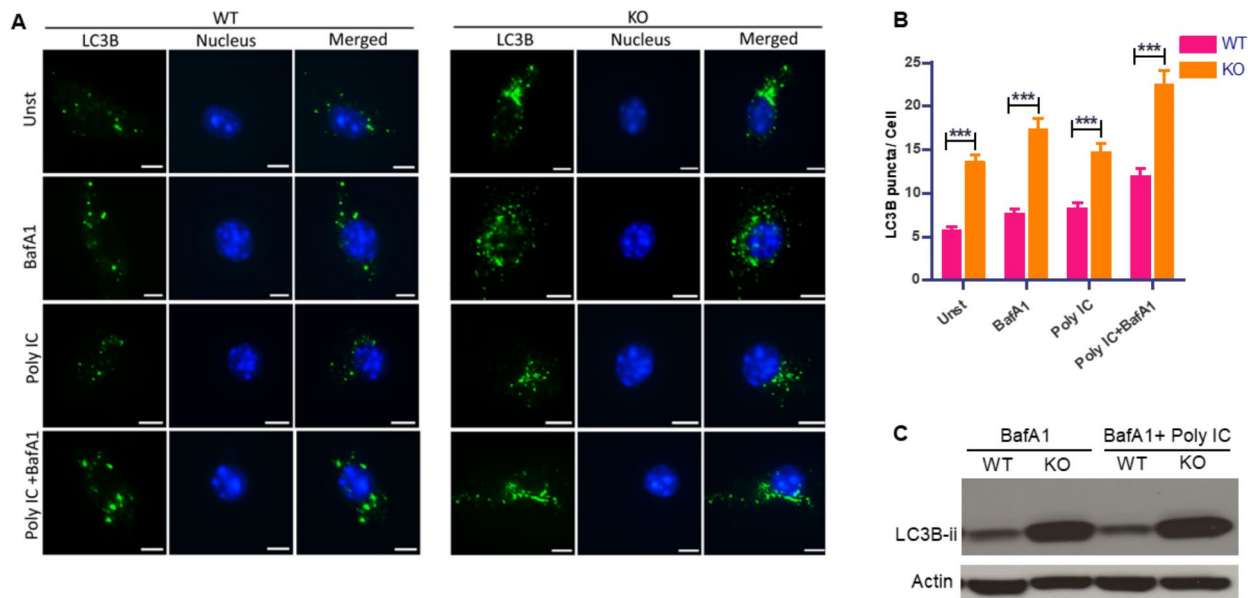 A
WT
LC3B Nucleus Merged
Unst
BafA1
Poly IC
Poly IC +BafA1
KO
LC3B Nucleus Merged
B
WT
KO
LC3B puncta/ Cell
25
20
15
10
5
0
***
***
***
***
Unst
BafA1
Poly IC
Poly IC+BafA1
C
BafA1 BafA1+ Poly IC
WT KO WT KO
LC3B-ii
Actin